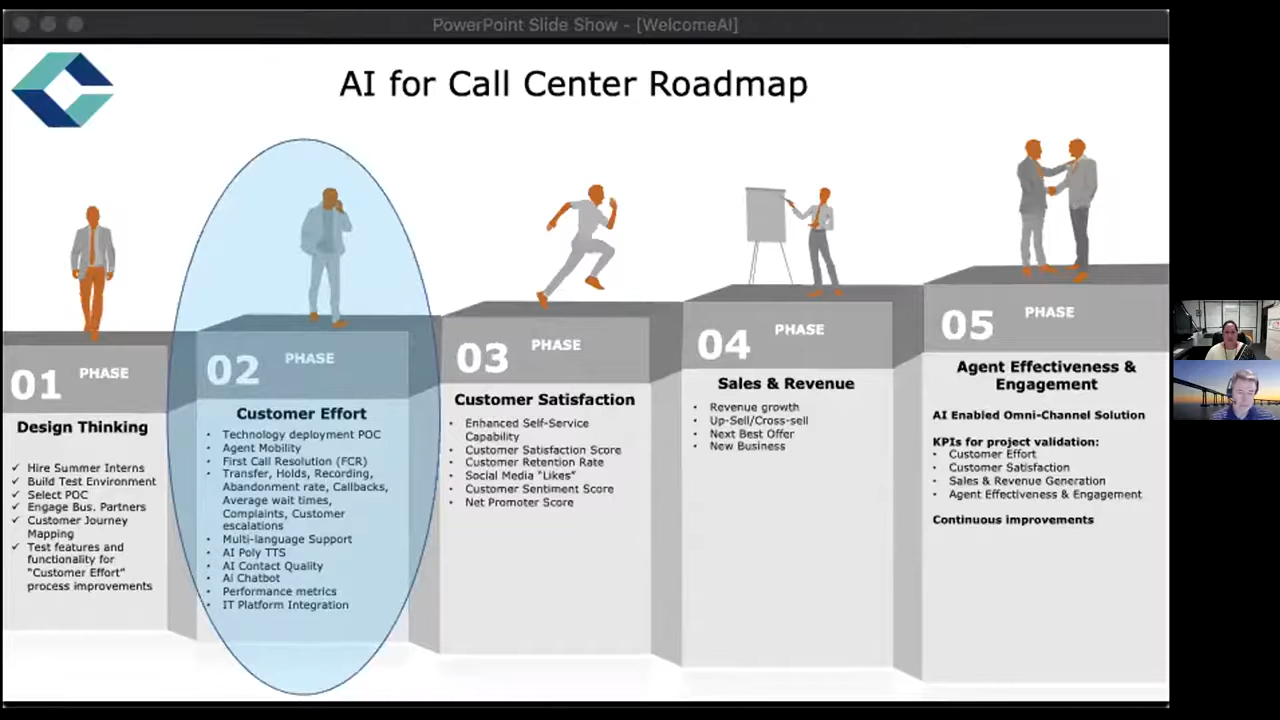 PowerPoint Slide Show - [WelcomeAI]
AI for Call Center Roadmap
01 PHASE
Design Thinking
✓ Hire Summer Interns
✓ Build Test Environment
✓ Select POC
✓ Engage Bus. Partners
✓ Customer Journey
Mapping
✓ Test features and
functionality for
"Customer Effort"
process improvements
02 PHASE
Customer Effort
• Technology deployment POC
• Agent Mobility
• First Call Resolution (FCR)
• Transfer, Holds, Recording,
Abandonment rate, Callbacks,
Average wait times,
Complaints, Customer
escalations
• Multi-language Support
• AI Poly TTS
• AI Contact Quality
• Ai Chatbot
• Performance metrics
• IT Platform Integration
03 PHASE
Customer Satisfaction
• Enhanced Self-Service
Capability
• Customer Satisfaction Score
• Customer Retention Rate
• Social Media "Likes"
• Customer Sentiment Score
• Net Promoter Score
04 PHASE
Sales & Revenue
• Revenue growth
• Up-Sell/Cross-sell
• Next Best Offer
• New Business
05 PHASE
Agent Effectiveness &
Engagement
AI Enabled Omni-Channel Solution
KPIs for project validation:
• Customer Effort
• Customer Satisfaction
• Sales & Revenue Generation
• Agent Effectiveness & Engagement
Continuous improvements